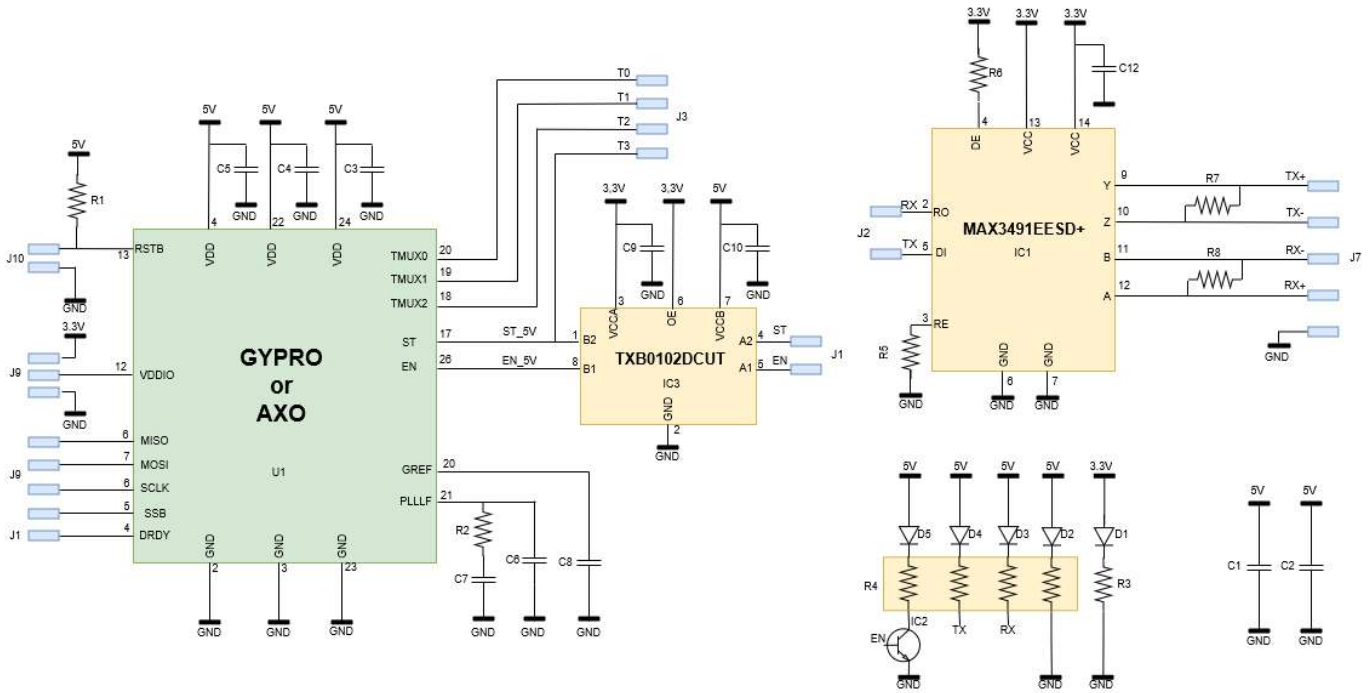 3.3V 3.3V 3.3V
R6 C12
GND
T0
T1
T2
T3
J3
5V 5V 5V
C5 C4 C3
GND GND GND
5V
R1
4 22 24
VDD VDD VDD
J10
13 RSTB
GND
3.3V
J9
12 VDDIO
GND
6 MISO
7 MOSI
J9
6 SCLK
5 SSB
J1 4 DRDY
GYPRO
or
AXO
U1
TMUX0 20
TMUX1 19
TMUX2 18
ST 17 ST_5V
EN 26 EN_5V
GREF 20
PLLLF 21
GND GND GND
2 3 23
GND GND GND
R2
C7 C6 C8
GND GND GND
3,3V 3,3V 5V
C9 C10
GND GND
3 6 7
VCCA OE VCCB
1 B2
8 B1
TXB0102DCUT
IC3
A2 4 ST
A1 5 EN
J1
GND
2
GND
4 13 14
DE VCC VCC
J2
RX 2 RO
TX 5 DI
3 RE
R5
GND
MAX3491EESD+
IC1
Y 9 R7 TX+
Z 10 TX-
B 11 R8 RX-
A 12 RX+
J7
GND
GND GND
6 7
GND GND
5V 5V 5V 5V 3.3V
D5 D4 D3 D2 D1
R4 R3
IC2
TX RX
EN
GND GND GND
5V 5V
C1 C2
GND GND